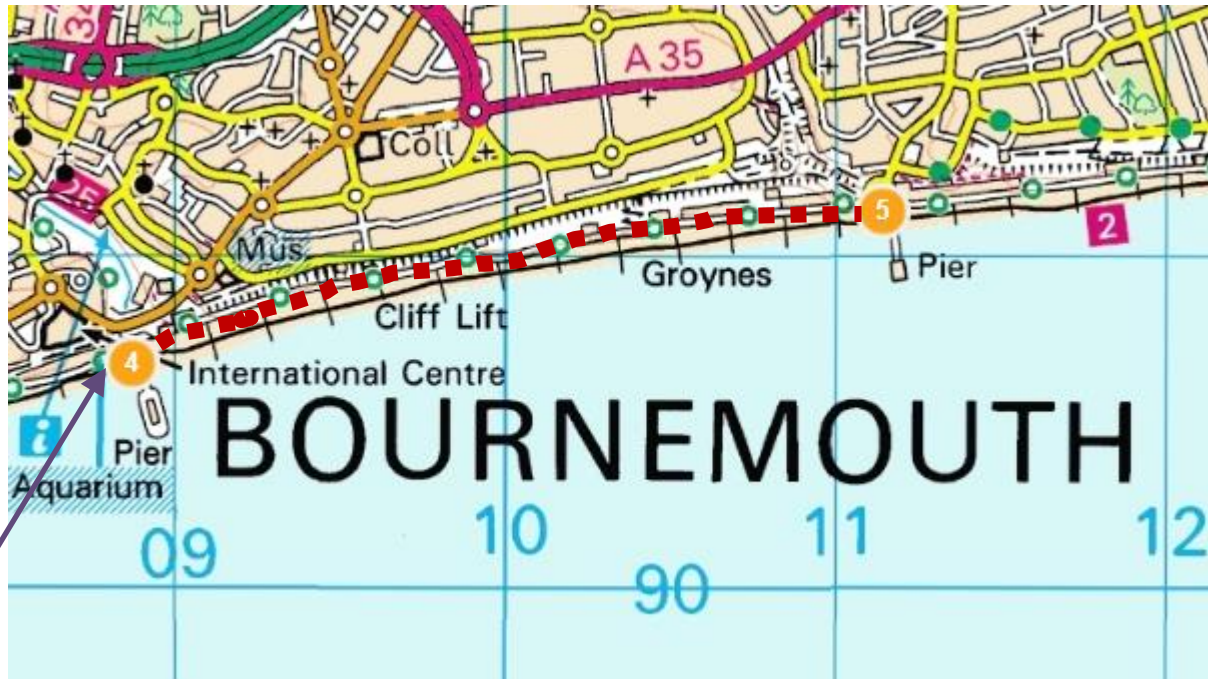 A 35
Coll
5
2
Mus
Pier
Groynes
Cliff Lift
4
International Centre
i
Pier
BOURNEMOUTH
Aquarium
10
11
12
09
90